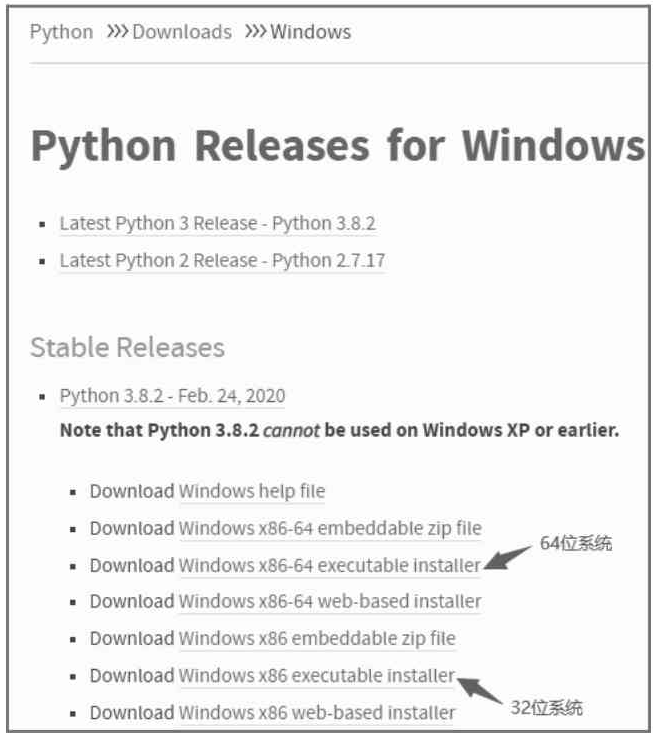 Python >>> Downloads >>> Windows
Python Releases for Windows
Latest Python 3 Release - Python 3.8.2
Latest Python 2 Release - Python 2.7.17
Stable Releases
Python 3.8.2 - Feb. 24, 2020
Note that Python 3.8.2 cannot be used on Windows XP or earlier.
Download Windows help file
Download Windows x86-64 embeddable zip file
Download Windows x86-64 executable installer
64位系统
Download Windows x86-64 web-based installer
Download Windows x86 embeddable zip file
Download Windows x86 executable installer
32位系统
Download Windows x86 web-based installer